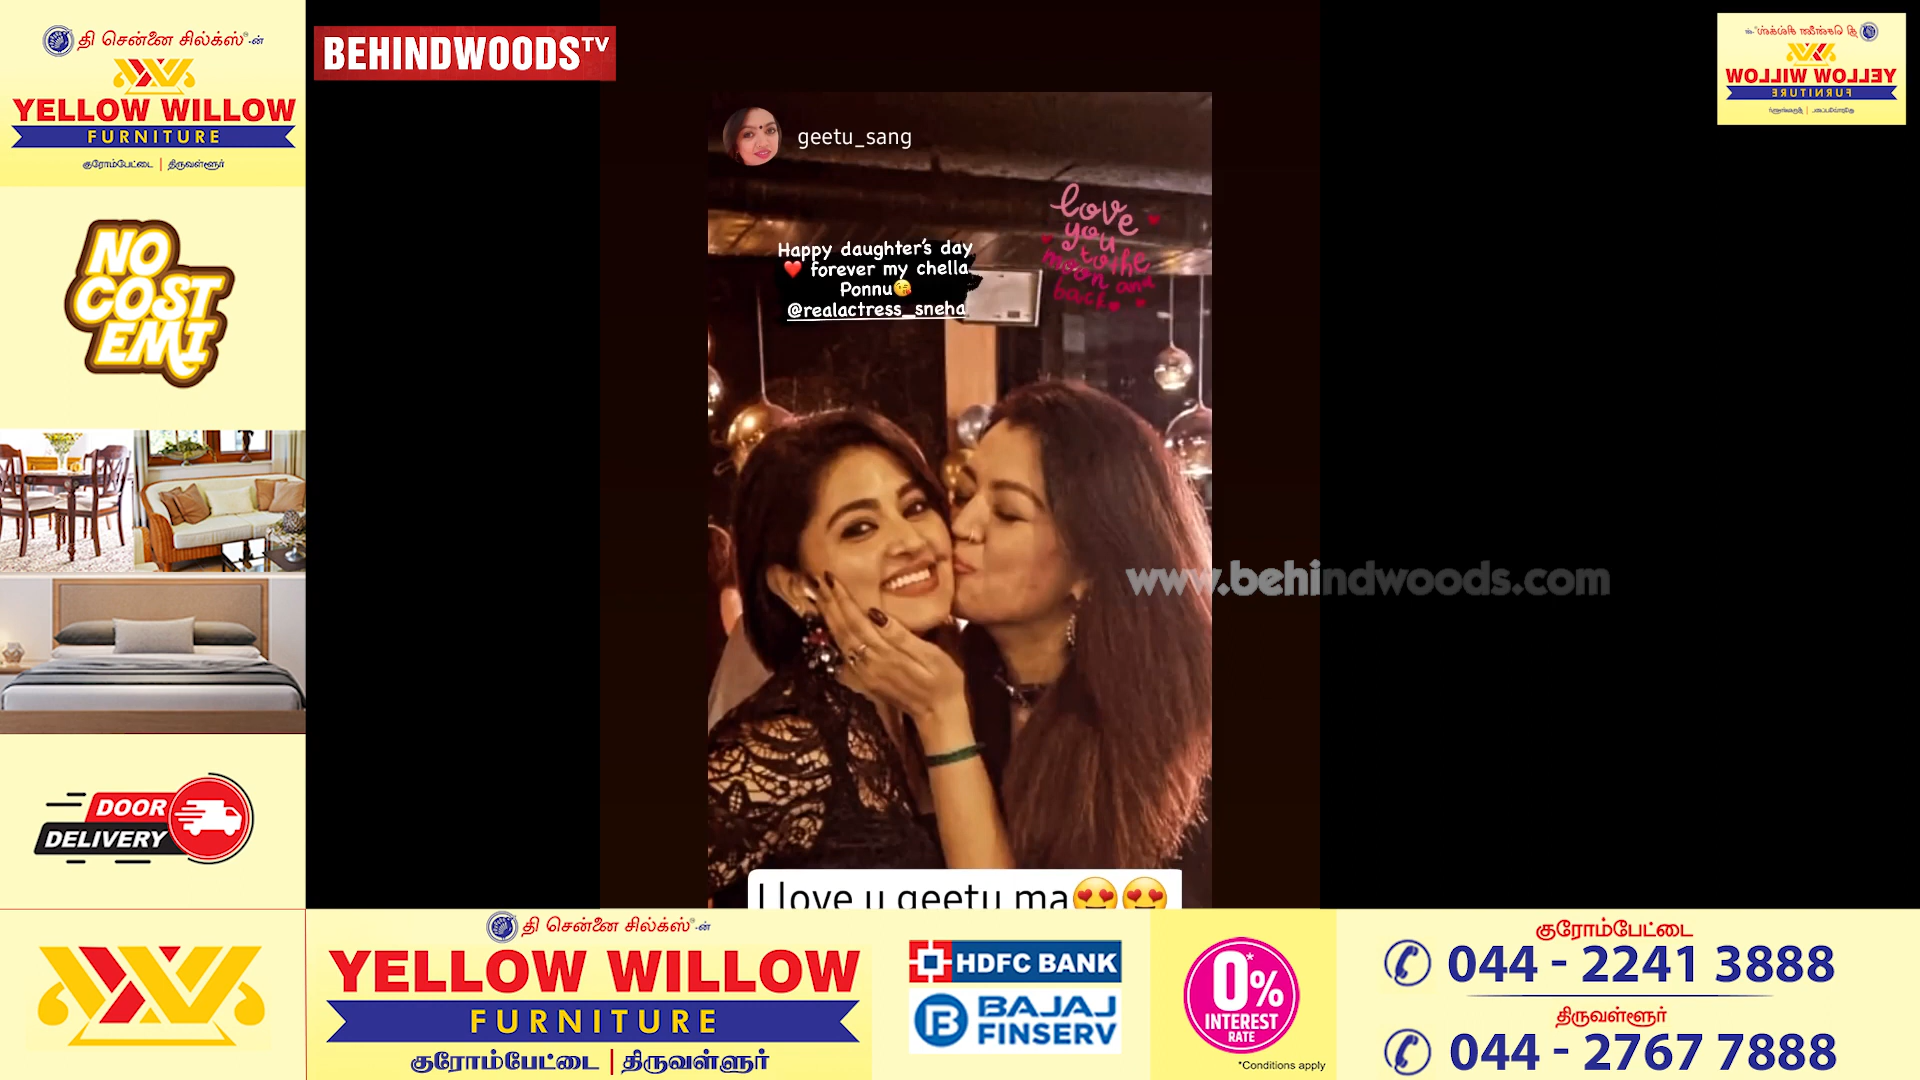 தி சென்னை சில்க்ஸ்-ன்
YELLOW WILLOW
FURNITURE
குரோம்பேட்டை | திருவள்ளூர்
NO
COST
EMI
DOOR
DELIVERY
BEHINDWOODS TV
geetu_sang
Happy daughter's day
❤️ forever my chella
Ponnu😘
@realactress_sneha
love
you
to the
moon and
back
www.behindwoods.com
I love u geetu ma😍😍
YELLOW WILLOW
FURNITURE
தி சென்னை சில்க்ஸ்-ன்
YELLOW WILLOW
FURNITURE
குரோம்பேட்டை | திருவள்ளூர்
HDFC BANK
BAJAJ
FINSERV
0%*
INTEREST
RATE
*Conditions apply
குரோம்பேட்டை
044 - 2241 3888
திருவள்ளூர்
044 - 2767 7888